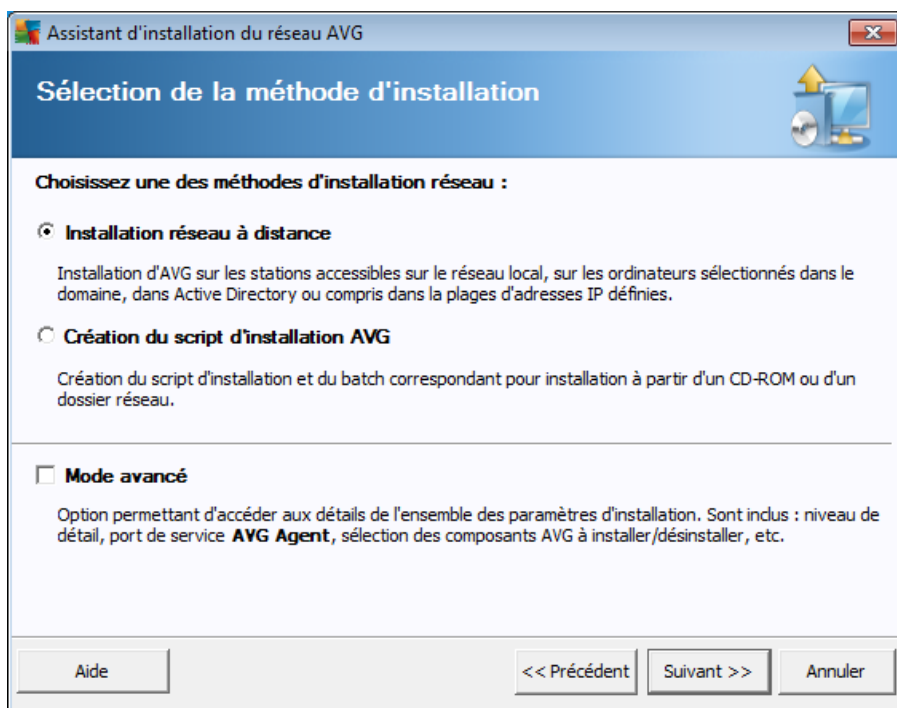 Assistant d'installation du réseau AVG
Sélection de la méthode d'installation
Choisissez une des méthodes d'installation réseau :
Installation réseau à distance
Installation d'AVG sur les stations accessibles sur le réseau local, sur les ordinateurs sélectionnés dans le
domaine, dans Active Directory ou compris dans la plages d'adresses IP définies.
Création du script d'installation AVG
Création du script d'installation et du batch correspondant pour installation à partir d'un CD-ROM ou d'un
dossier réseau.
Mode avancé
Option permettant d'accéder aux détails de l'ensemble des paramètres d'installation. Sont inclus : niveau de
détail, port de service AVG Agent, sélection des composants AVG à installer/désinstaller, etc.
Aide
<< Précédent
Suivant >>
Annuler